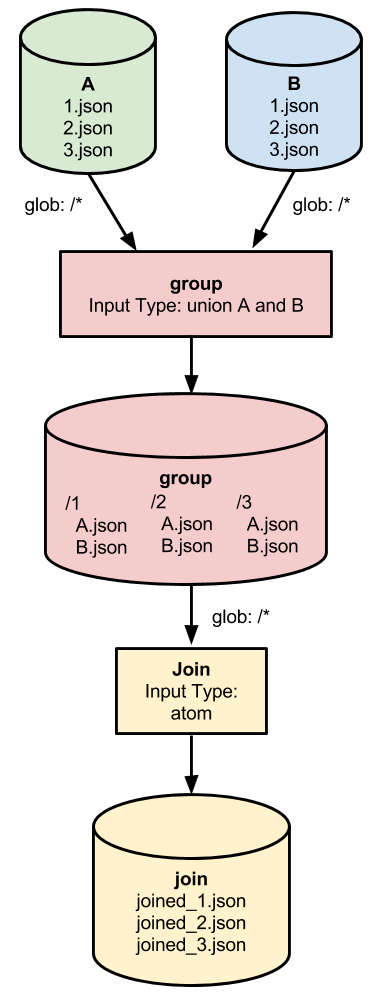 A
1.json
2.json
3.json
B
1.json
2.json
3.json
glob: /*
glob: /*
group
Input Type: union A and B
group
/1
A.json
B.json
/2
A.json
B.json
/3
A.json
B.json
glob: /*
Join
Input Type:
atom
join
joined_1.json
joined_2.json
joined_3.json